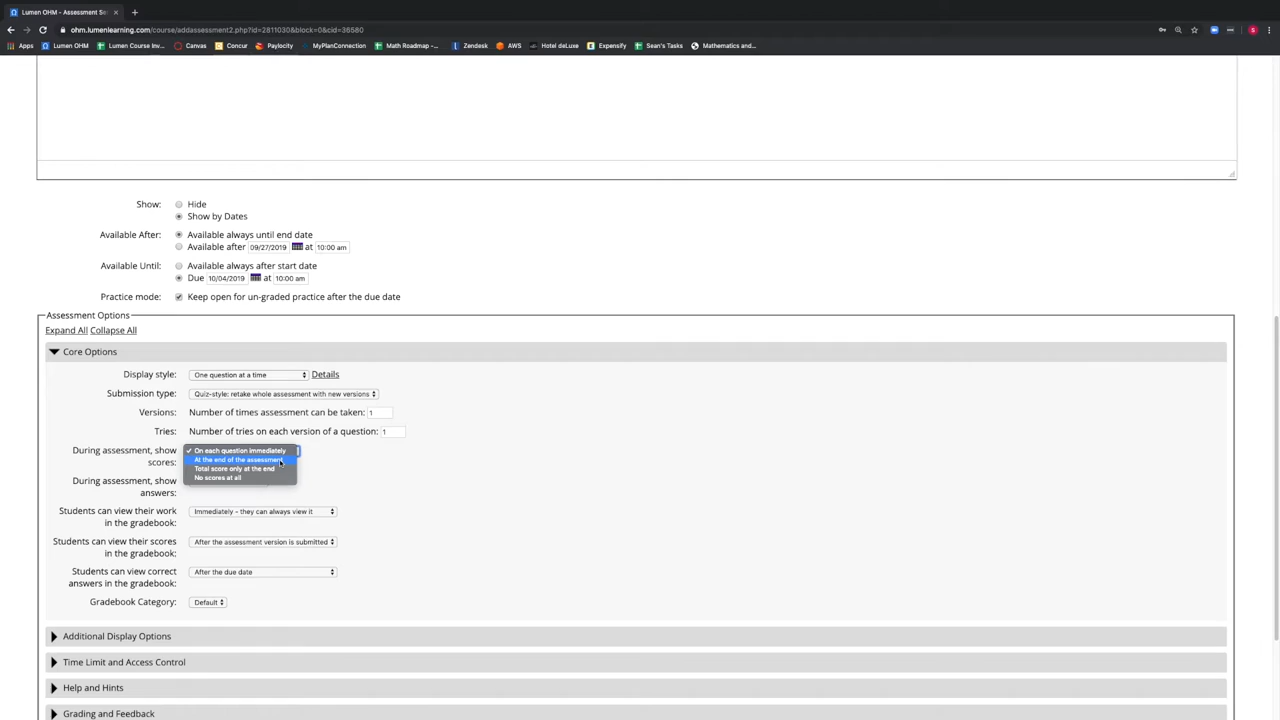 Lumen OHM - Assessment Se
ohm.lumenlearning.com/course/addassessment2.php?id=2811030&block=0&cid=36580
Apps Lumen OHM Lumen Course Inv... Canvas Concur Paylocity MyPlanConnection Math Roadmap -... Zendesk AWS Hotel deLuxe Expensify Sean's Tasks Mathematics and...
Show: Hide
Show by Dates
Available After: Available always until end date
Available after 09/27/2019 at 10:00 am
Available Until: Available always after start date
Due 10/04/2019 at 10:00 am
Practice mode: Keep open for un-graded practice after the due date
Assessment Options
Expand All Collapse All
Core Options
Display style: One question at a time Details
Submission type: Quiz-style: retake whole assessment with new versions
Versions: Number of times assessment can be taken: 1
Tries: Number of tries on each version of a question: 1
During assessment, show scores: On each question immediately
At the end of the assessment
Total score only at the end
No scores at all
During assessment, show answers:
Students can view their work in the gradebook: Immediately - they can always view it
Students can view their scores in the gradebook: After the assessment version is submitted
Students can view correct answers in the gradebook: After the due date
Gradebook Category: Default
Additional Display Options
Time Limit and Access Control
Help and Hints
Grading and Feedback